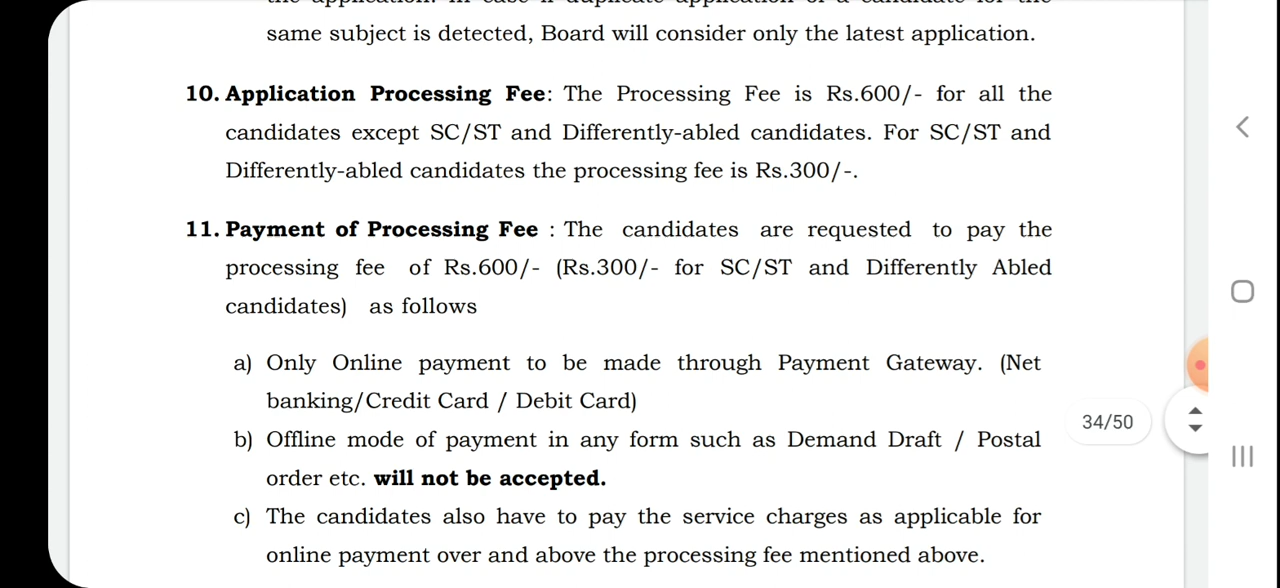 same subject is detected, Board will consider only the latest application.
10. Application Processing Fee: The Processing Fee is Rs.600/- for all the
candidates except SC/ST and Differently-abled candidates. For SC/ST and
Differently-abled candidates the processing fee is Rs.300/-.
11. Payment of Processing Fee : The candidates are requested to pay the
processing fee of Rs.600/- (Rs.300/- for SC/ST and Differently Abled
candidates) as follows
a) Only Online payment to be made through Payment Gateway. (Net
banking/Credit Card / Debit Card)
b) Offline mode of payment in any form such as Demand Draft / Postal
order etc. will not be accepted.
c) The candidates also have to pay the service charges as applicable for
online payment over and above the processing fee mentioned above.
34/50